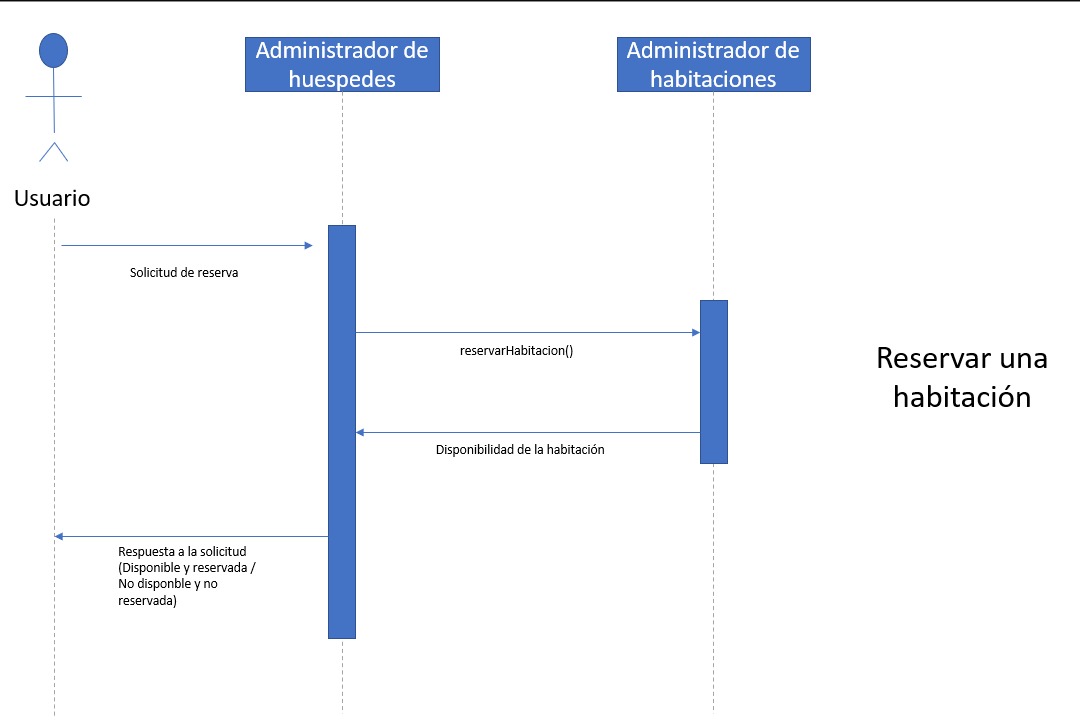 Administrador de
huespedes
Administrador de
habitaciones
Usuario
Solicitud de reserva
reservarHabitacion()
Reservar una
habitación
Disponibilidad de la habitación
Respuesta a la solicitud
(Disponible y reservada /
No disponble y no
reservada)